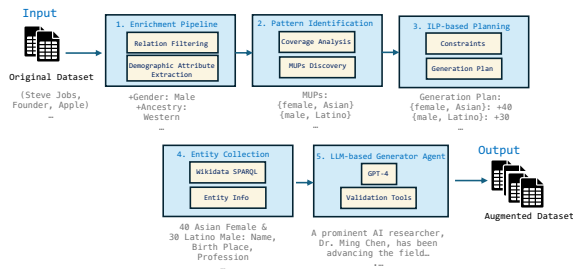 Input
Original Dataset
(Steve Jobs,
Founder, Apple)
…
1. Enrichment Pipeline
Relation Filtering
Demographic Attribute
Extraction
+Gender: Male
+Ancestry:
Western
…
2. Pattern Identification
Coverage Analysis
MUPs Discovery
MUPs:
{female, Asian}
{male, Latino}
…
3. ILP-based Planning
Constraints
Generation Plan
Generation Plan:
{female, Asian}: +40
{male, Latino}: +30
…
4. Entity Collection
Wikidata SPARQL
Entity Info
40 Asian Female &
30 Latino Male: Name,
Birth Place,
Profession
…
5. LLM-based Generator Agent
GPT-4
Validation Tools
A prominent AI researcher,
Dr. Ming Chen, has been
advancing the field…
…
Output
Augmented Dataset